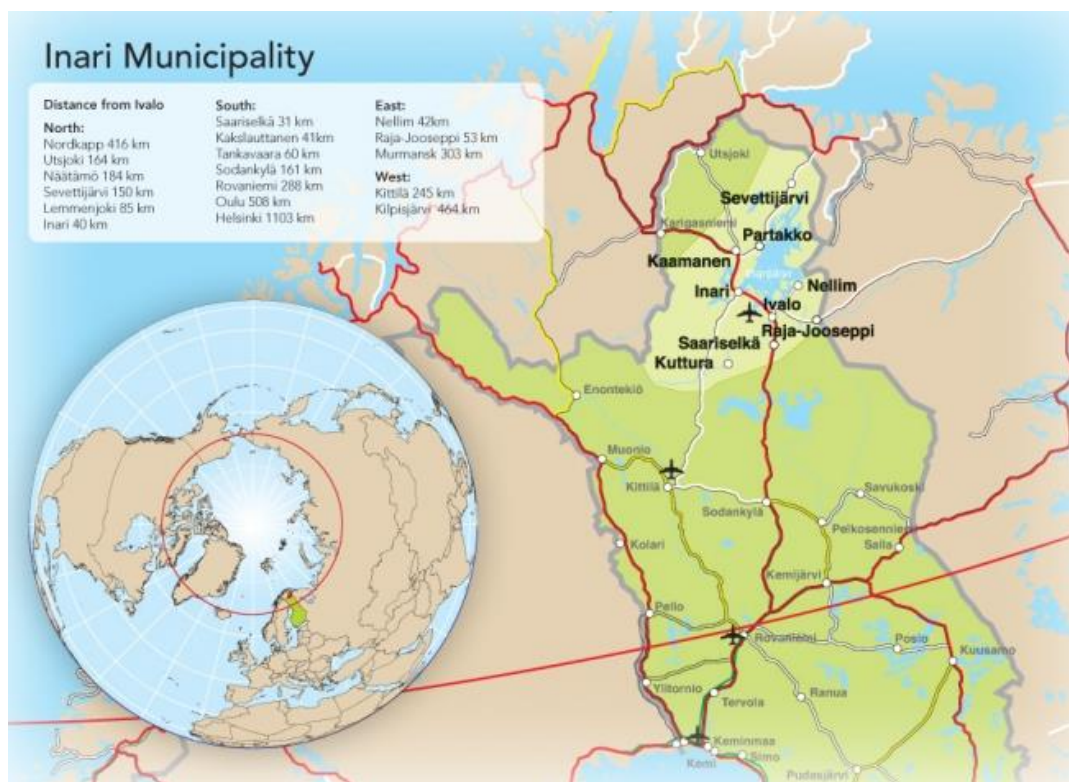 Inari Municipality
Distance from Ivalo
North:
Nordkapp 416 km
Utsjoki 164 km
Näätämö 184 km
Sevettijärvi 150 km
Lemmenjoki 85 km
Inari 40 km
South:
Saariselkä 31 km
Kakslauttanen 41km
Tankavaara 60 km
Sodankylä 161 km
Rovaniemi 288 km
Oulu 508 km
Helsinki 1103 km
East:
Nellim 42km
Raja-Jooseppi 53 km
Murmansk 303 km
West:
Kittilä 245 km
Kilpisjärvi 464 km
Utsjoki
Sevettijärvi
Karigasniemi
Partakko
Kaamanen
Inarijärvi
Inari
Nellim
Ivalo
Raja-Jooseppi
Saariselkä
Kuttura
Enontekiö
Muonio
Kittilä
Savukoski
Sodankylä
Pelkosenniemi
Salla
Kolari
Kemijärvi
Pello
Rovaniemi
Posio
Kuusamo
Ylitornio
Tervola
Ranua
Keminmaa
Kemi
Simo
Pudasjärvi